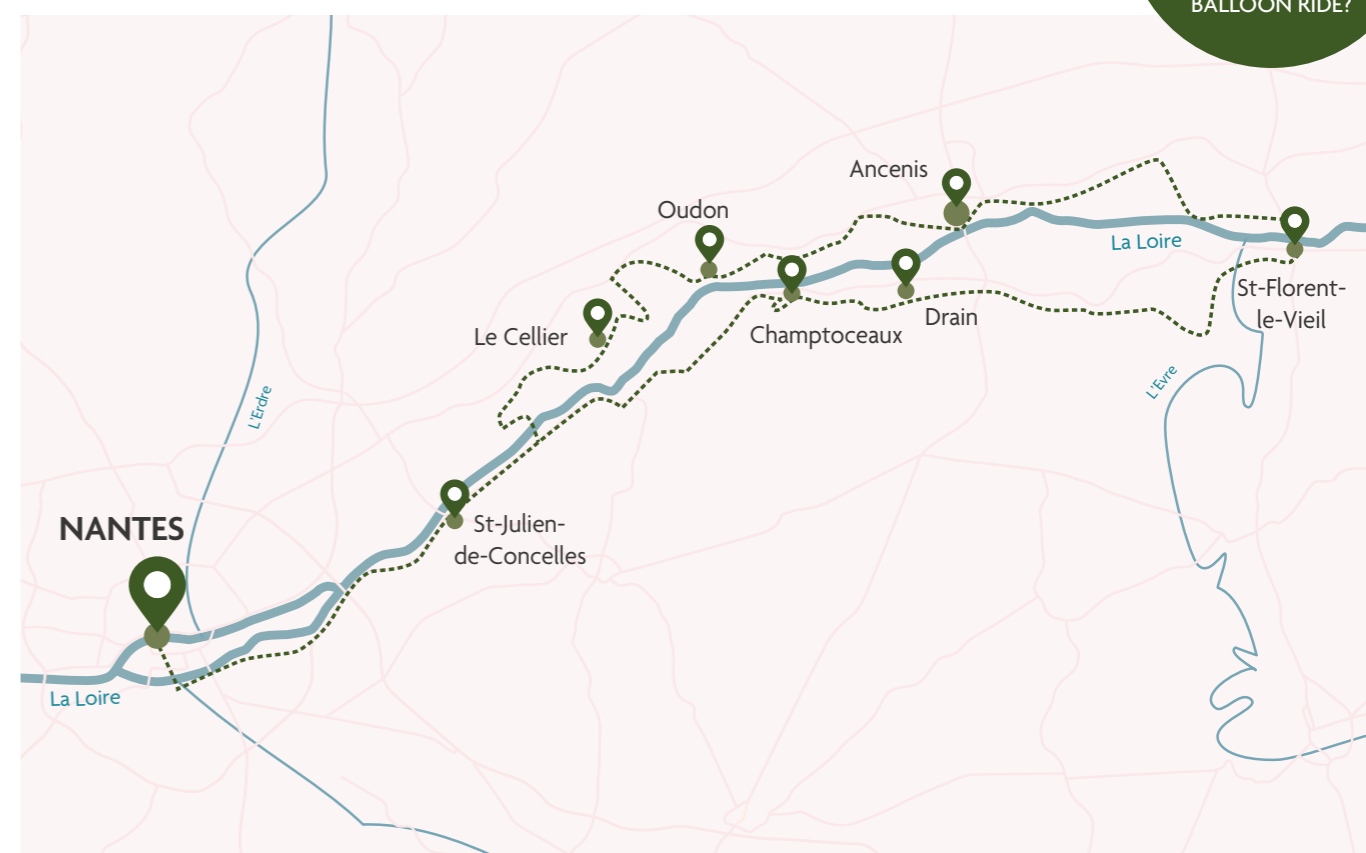 BALLOON RIDE?
Ancenis
Oudon
La Loire
St-Florent-
le-Vieil
Drain
Champtoceaux
Le Cellier
L'Evre
L'Erdre
St-Julien-
de-Concelles
NANTES
La Loire